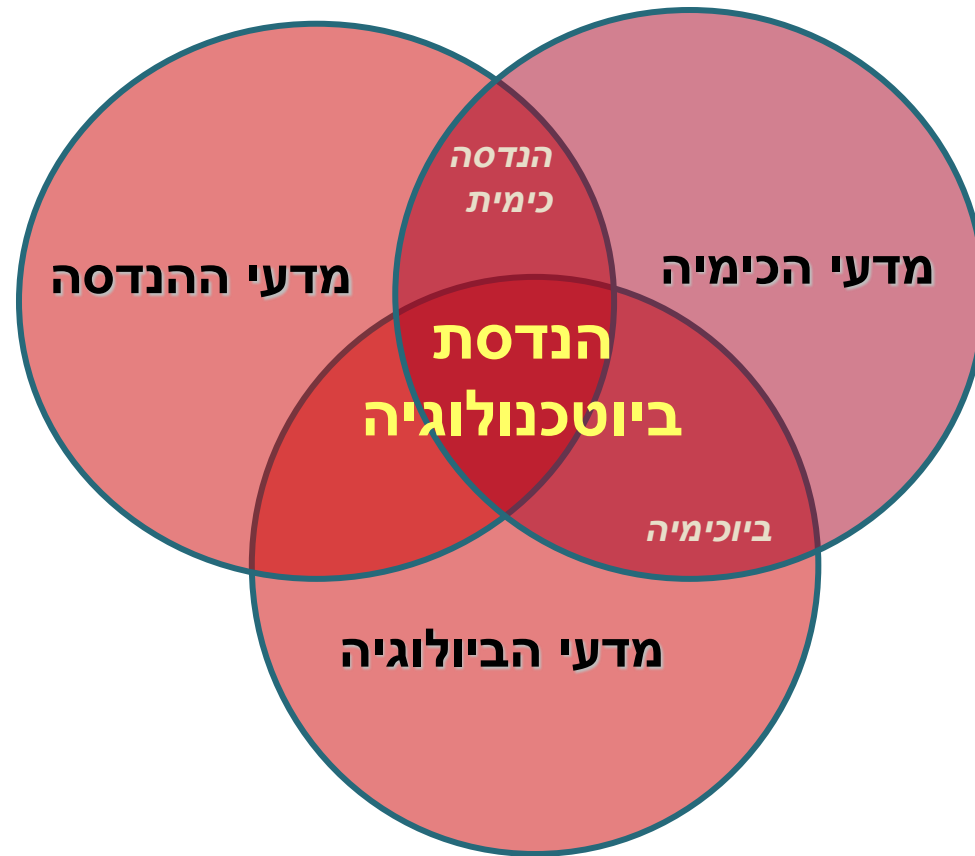 הנדסה
כימית
מדעי הכימיה
מדעי ההנדסה
הנדסת
ביוטכנולוגיה
ביוכימיה
מדעי הביולוגיה